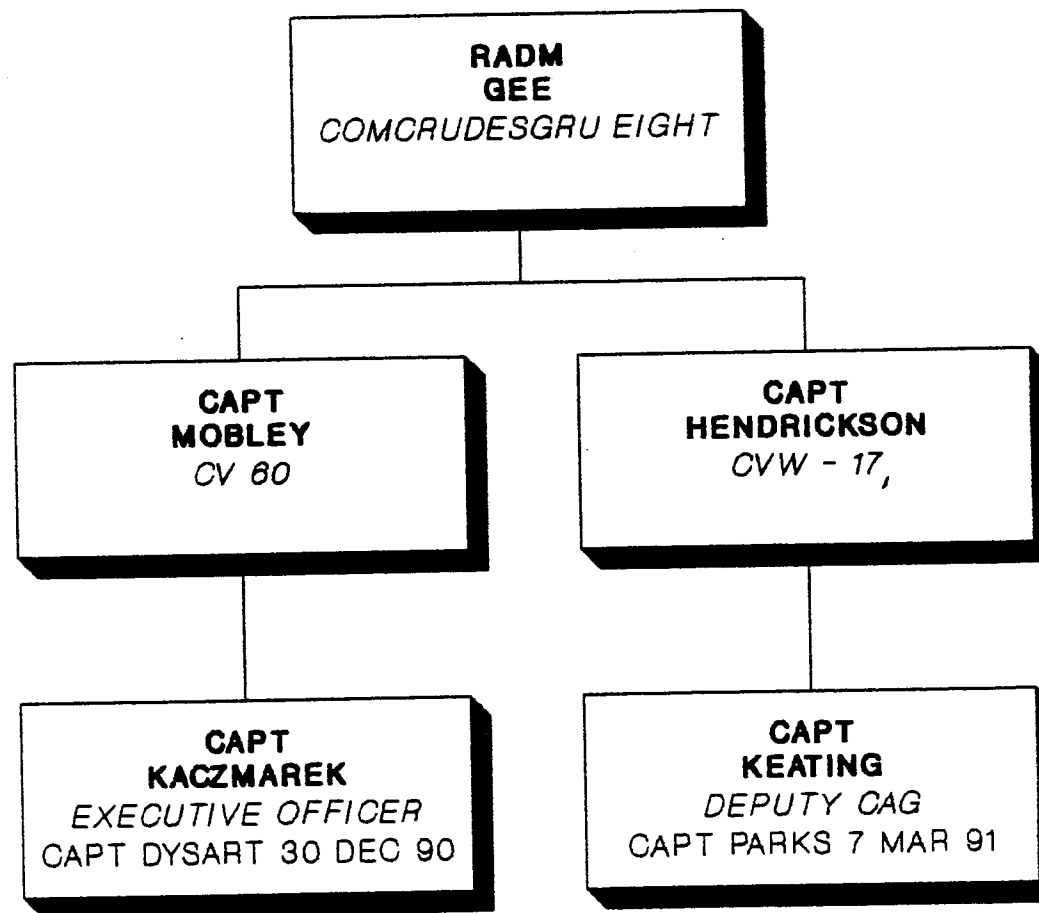 RADM
GEE
COMCRUDESGRU EIGHT
CAPT
MOBLEY
CV 60
CAPT
HENDRICKSON
CVW - 17,
CAPT
KACZMAREK
EXECUTIVE OFFICER
CAPT DYSART 30 DEC 90
CAPT
KEATING
DEPUTY CAG
CAPT PARKS 7 MAR 91